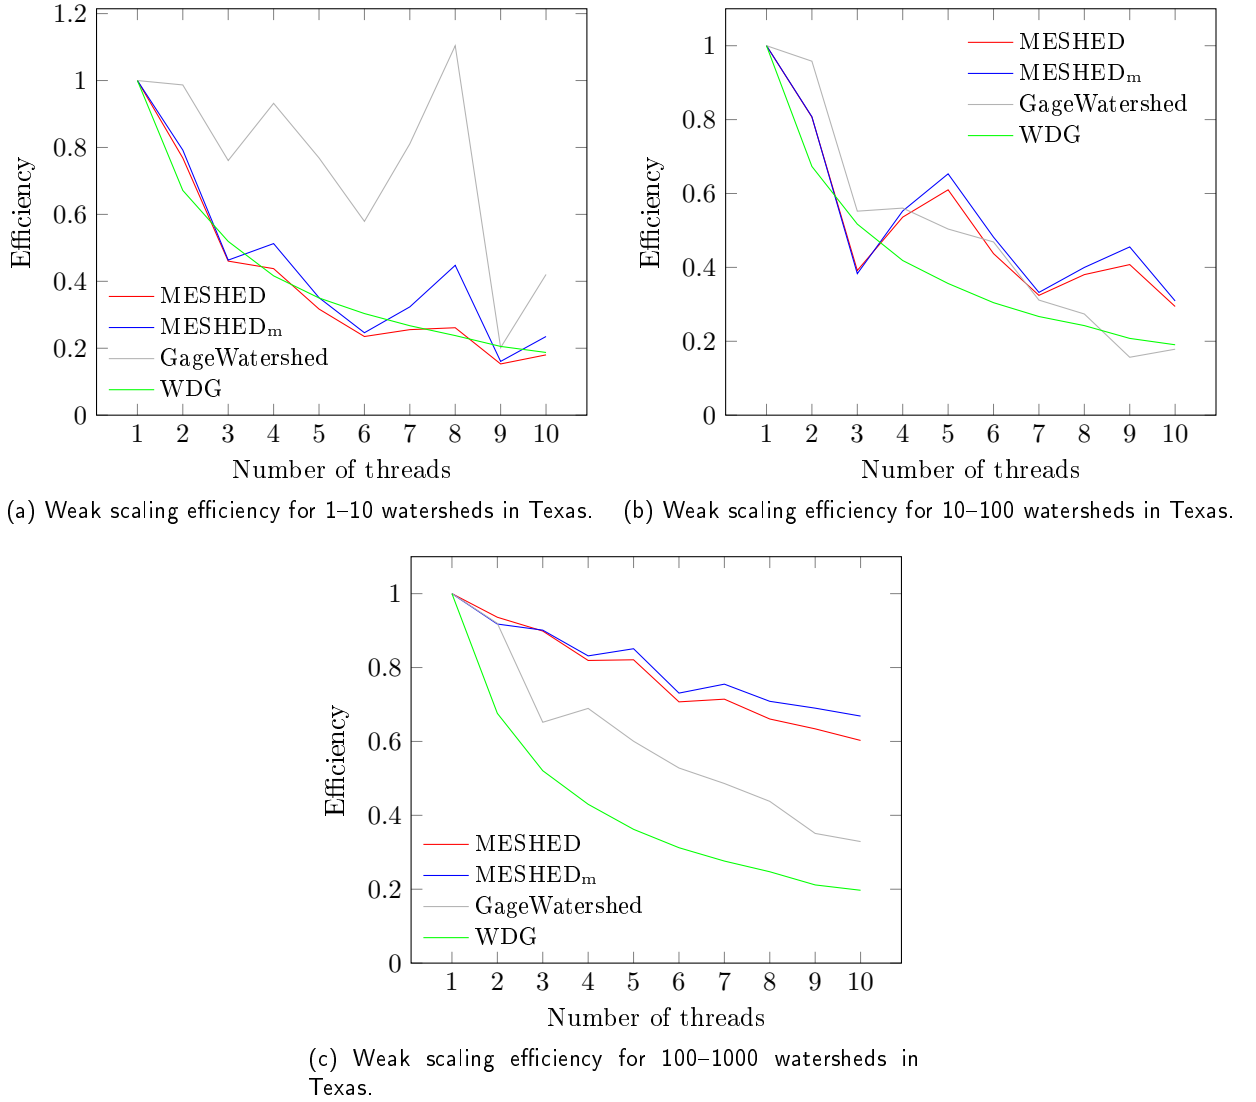 1.2
1
0.8
0.6
0.4
0.2
0
Efficiency
MESHED
MESHEDm
GageWatershed
WDG
1 2 3 4 5 6 7 8 9 10
Number of threads
(a) Weak scaling efficiency for 1–10 watersheds in Texas.
1
0.8
0.6
0.4
0.2
0
Efficiency
MESHED
MESHEDm
GageWatershed
WDG
1 2 3 4 5 6 7 8 9 10
Number of threads
(b) Weak scaling efficiency for 10–100 watersheds in Texas.
1
0.8
0.6
0.4
0.2
0
Efficiency
MESHED
MESHEDm
GageWatershed
WDG
1 2 3 4 5 6 7 8 9 10
Number of threads
(c) Weak scaling efficiency for 100–1000 watersheds in
Texas.